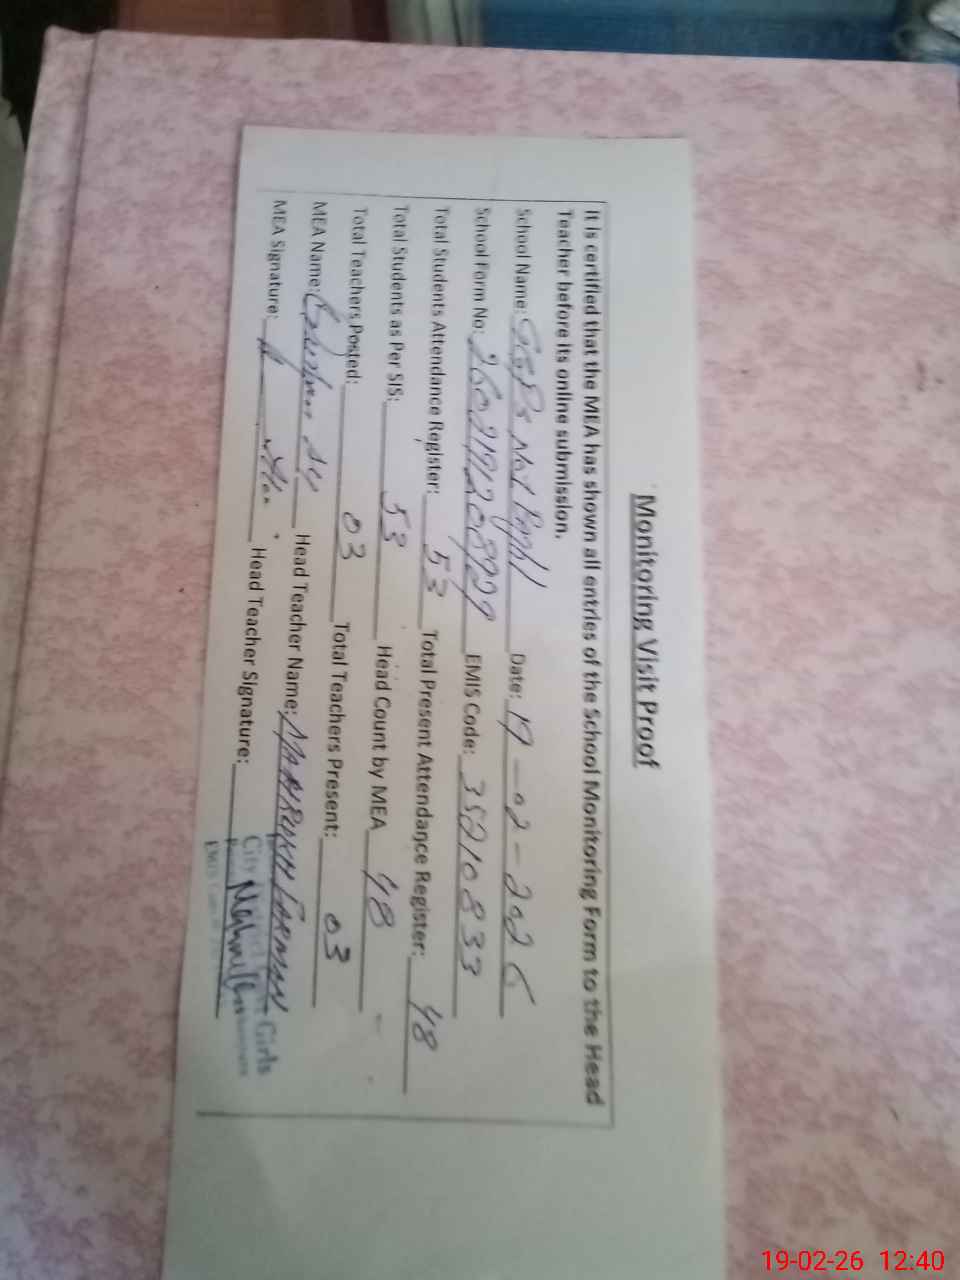 Monitoring Visit Proof
It is certified that the MEA has shown all entries of the School Monitoring Form to the Head
Teacher before its online submission.
School Name: Date: 19-02-2026
School Form No: EMIS Code: 35210833
Total Students Attendance Register: 53 Total Present Attendance Register: 48
Total Students as Per SIS: 53 Head Count by MEA 48
Total Teachers Posted: 03 Total Teachers Present: 03
MEA Name: Head Teacher Name: MAHRUKH
MEA Signature: Head Teacher Signature:
City Girls
19-02-26 12:40